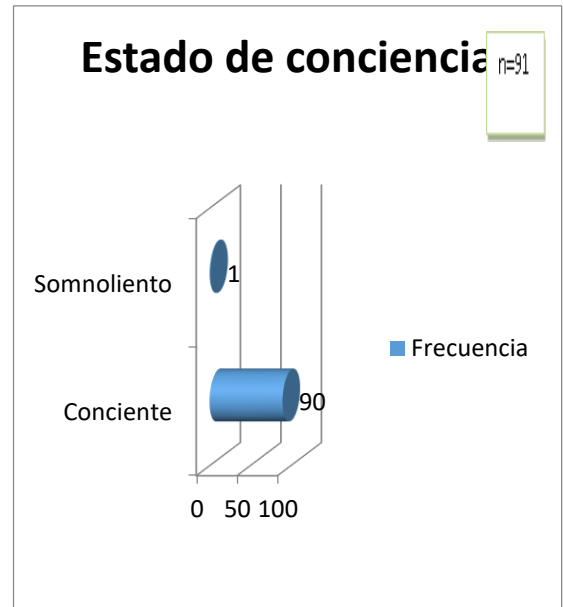 Estado de conciencia
n=91
Somnoliento
1
Frecuencia
Conciente
90
0 50 100